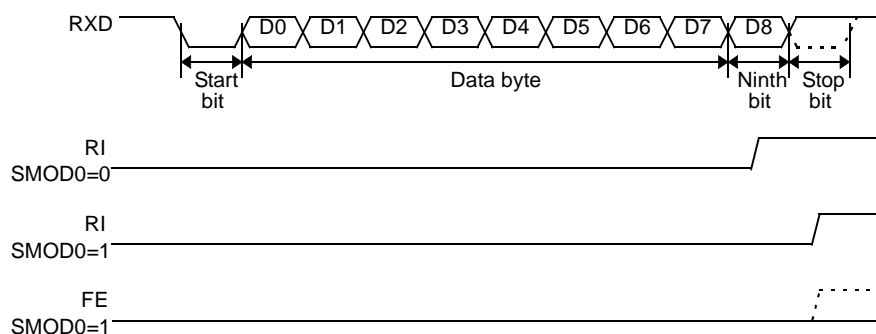 RXD D0 D1 D2 D3 D4 D5 D6 D7 D8
Start bit
Data byte
Ninth bit
Stop bit
RI
SMOD0=0
RI
SMOD0=1
FE
SMOD0=1